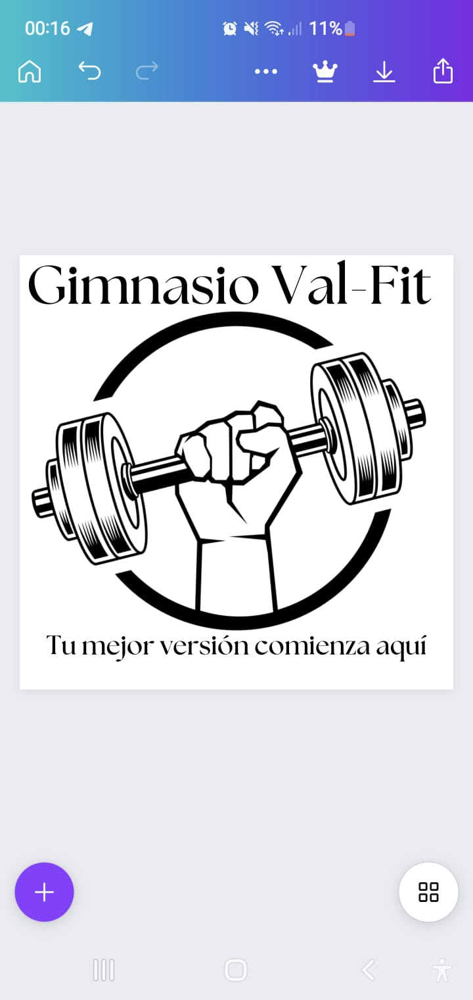 00:16
11%
Gimnasio Val-Fit
Tu mejor versión comienza aquí